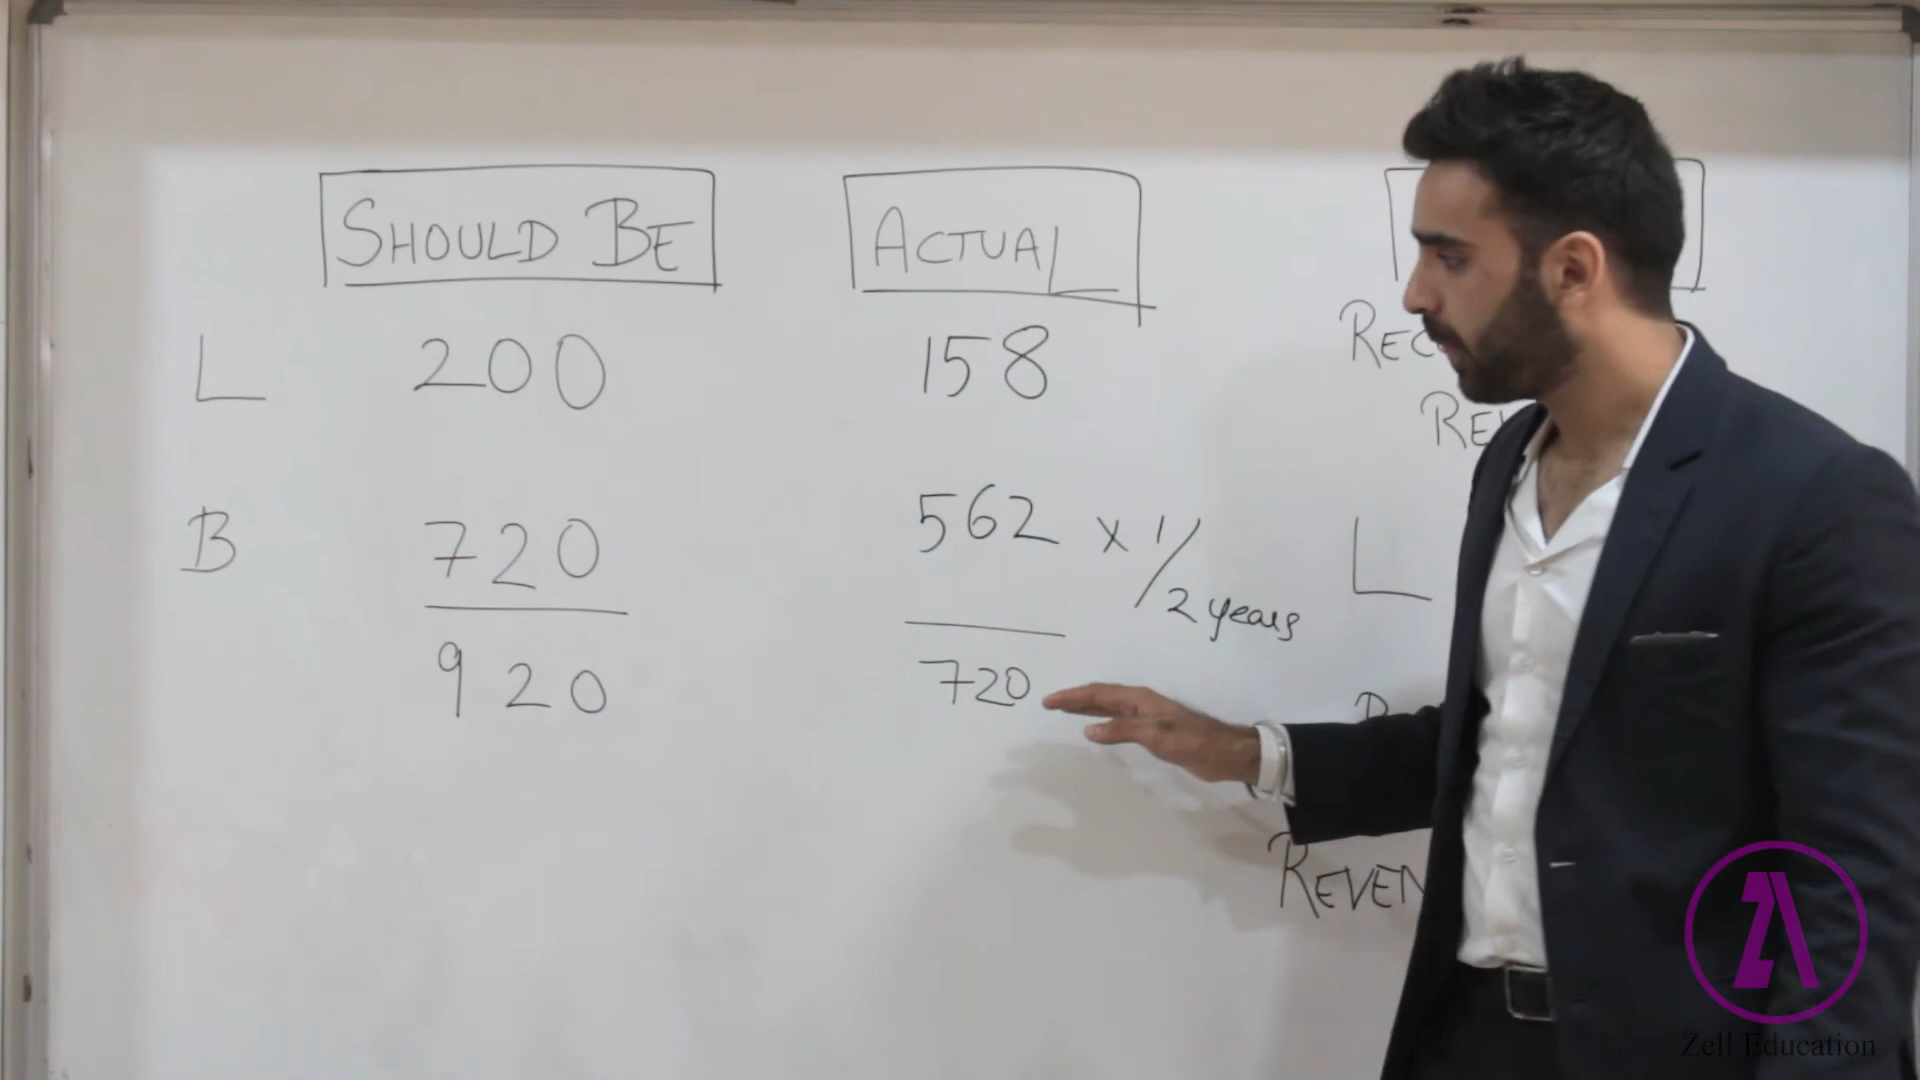 SHOULD BE ACTUAL
L 200 158
B 720 562 x 1/2 years L
920 720
Zell Education